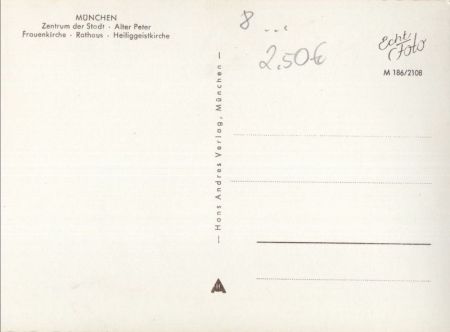 MÜNCHEN
Zentrum der Stadt · Alter Peter
Frauenkirche · Rathaus · Heiliggeistkirche
8 ...
2,50€
Echt
Foto
M 186/2108
— Hans Andres Verlag, München —